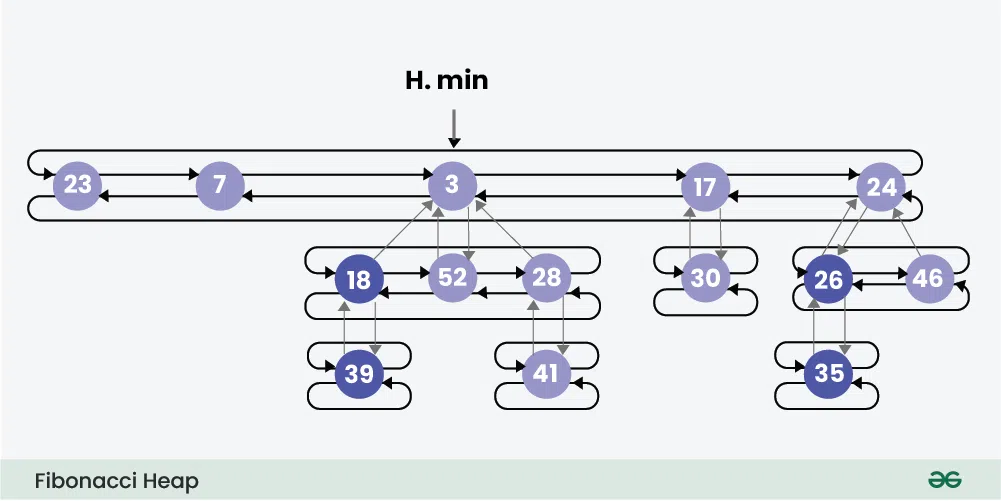 H. min
23 7 3 17 24
18 52 28 30 26 46
39 41 35
Fibonacci Heap